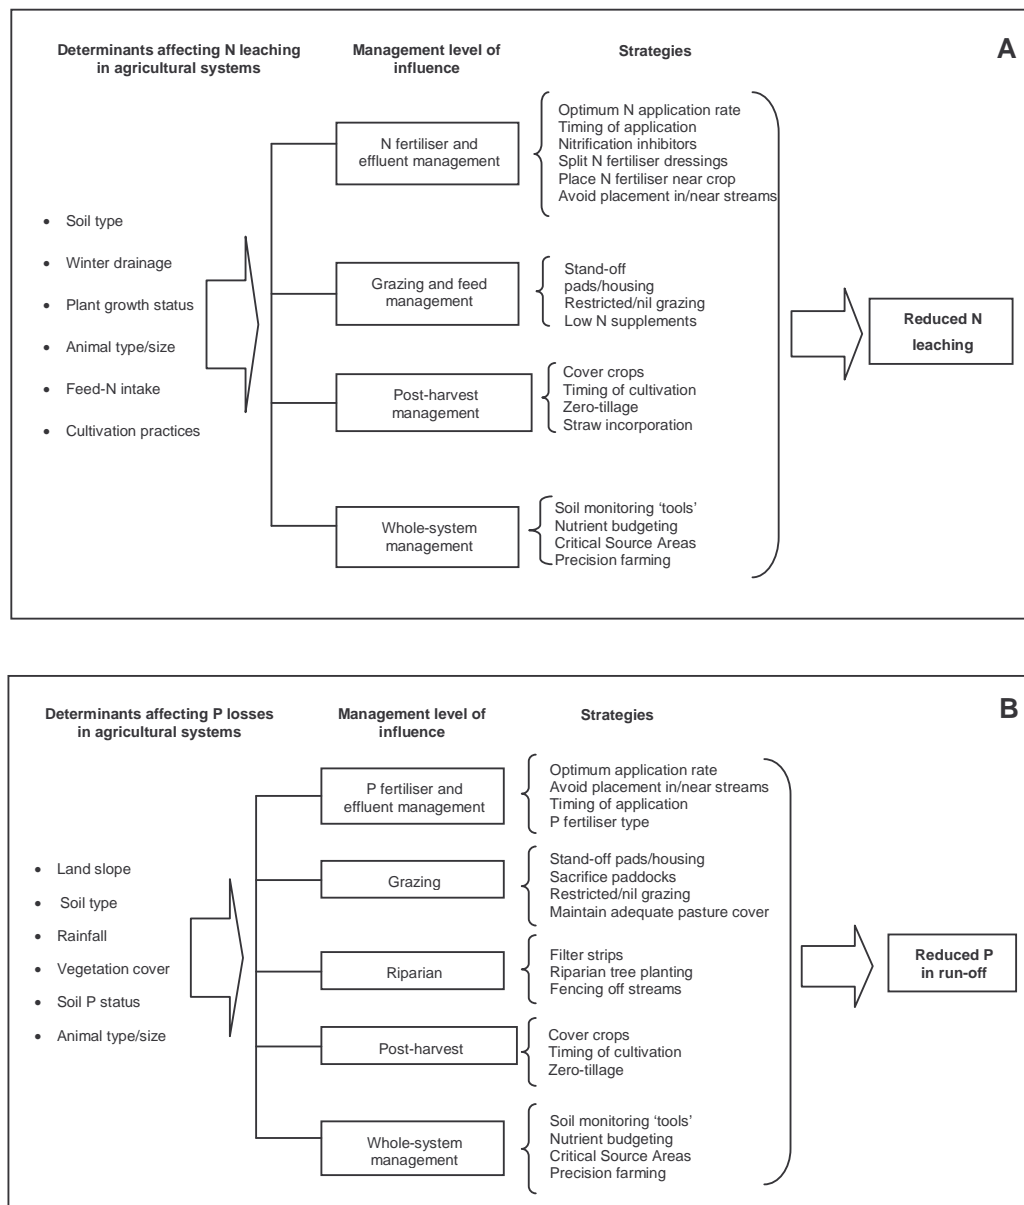 A
Determinants affecting N leaching
in agricultural systems
Management level of
influence
Strategies
• Soil type
• Winter drainage
• Plant growth status
• Animal type/size
• Feed-N intake
• Cultivation practices
N fertiliser and
effluent management
Optimum N application rate
Timing of application
Nitrification inhibitors
Split N fertiliser dressings
Place N fertiliser near crop
Avoid placement in/near streams
Grazing and feed
management
Stand-off
pads/housing
Restricted/nil grazing
Low N supplements
Post-harvest
management
Cover crops
Timing of cultivation
Zero-tillage
Straw incorporation
Whole-system
management
Soil monitoring ‘tools’
Nutrient budgeting
Critical Source Areas
Precision farming
Reduced N
leaching
B
Determinants affecting P losses
in agricultural systems
Management level of
influence
Strategies
• Land slope
• Soil type
• Rainfall
• Vegetation cover
• Soil P status
• Animal type/size
P fertiliser and
effluent management
Optimum application rate
Avoid placement in/near streams
Timing of application
P fertiliser type
Grazing
Stand-off pads/housing
Sacrifice paddocks
Restricted/nil grazing
Maintain adequate pasture cover
Riparian
Filter strips
Riparian tree planting
Fencing off streams
Post-harvest
Cover crops
Timing of cultivation
Zero-tillage
Whole-system
management
Soil monitoring ‘tools’
Nutrient budgeting
Critical Source Areas
Precision farming
Reduced P
in run-off